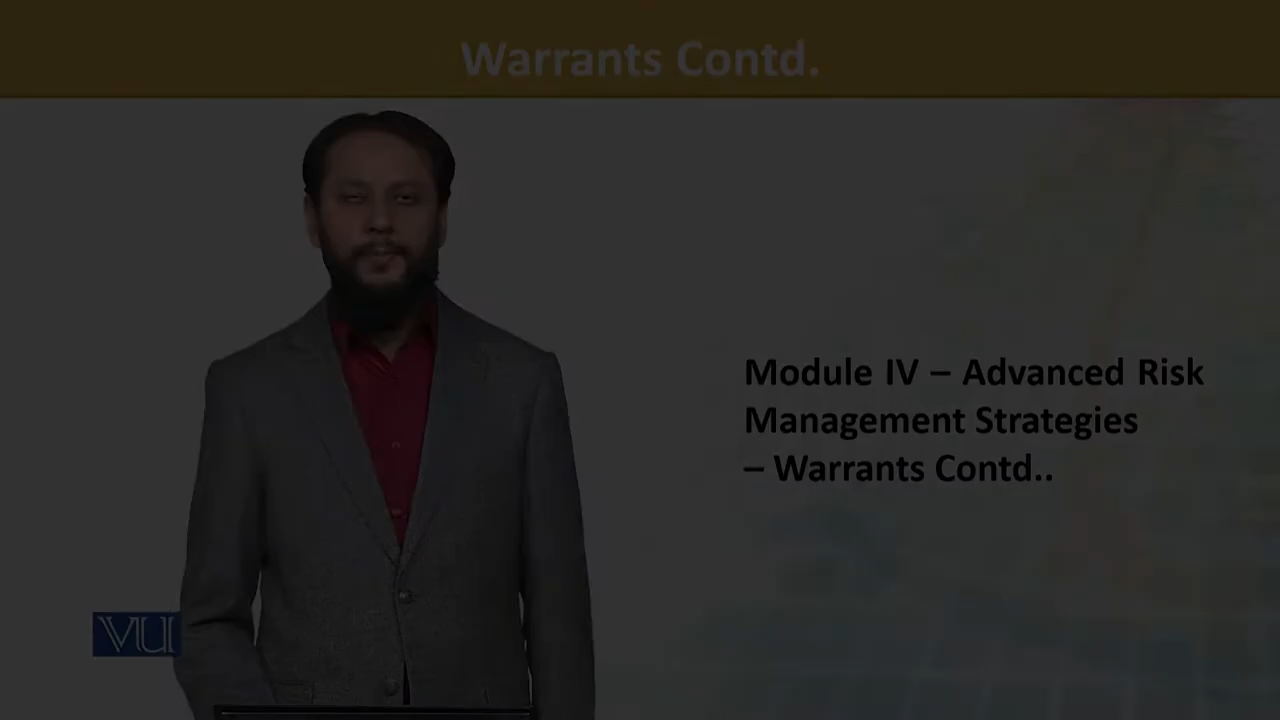 Warrants Contd.
Module IV – Advanced Risk
Management Strategies
– Warrants Contd..
VU